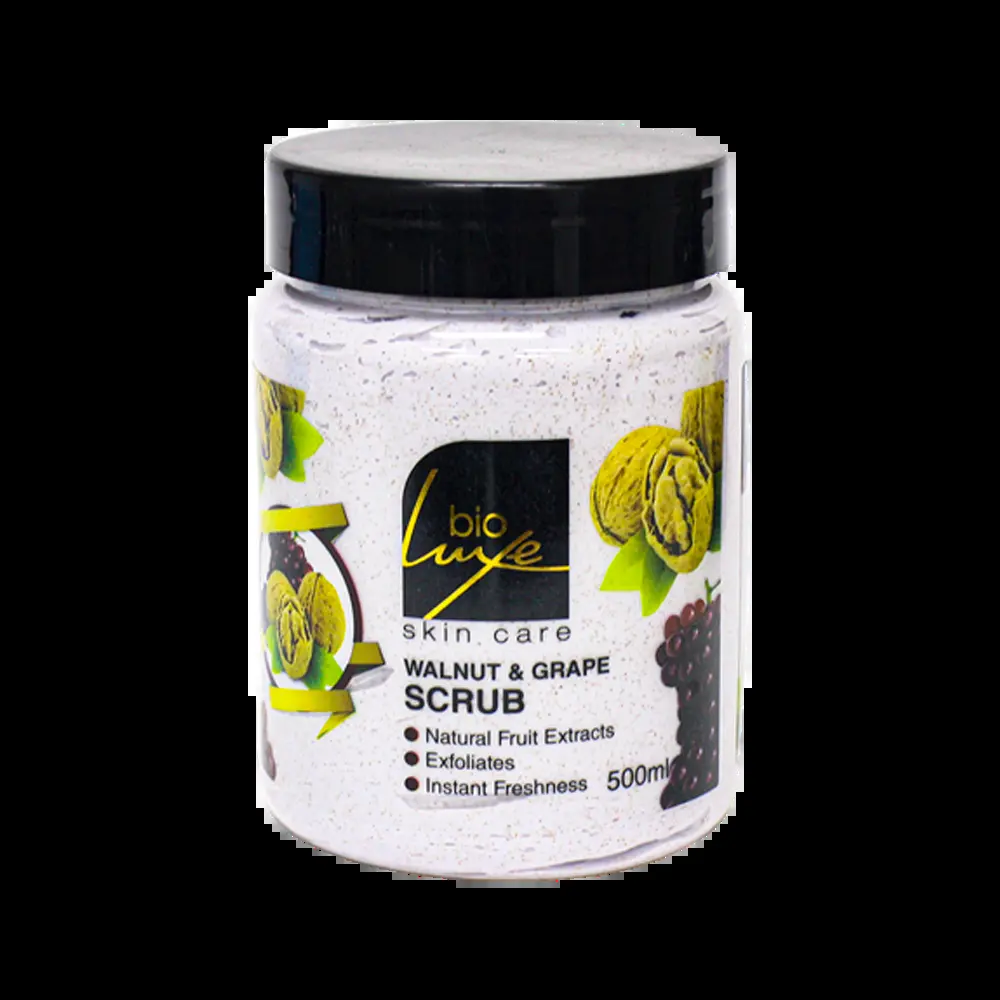 bio
Luxe
skin care
WALNUT & GRAPE
SCRUB
Natural Fruit Extracts
Exfoliates
Instant Freshness
500ml